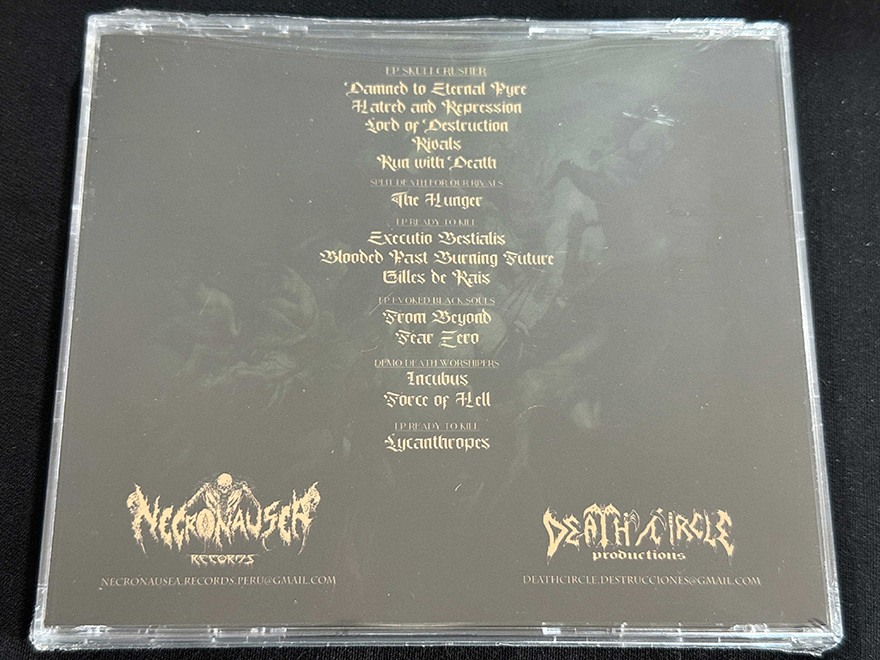 EP SKULLCRUSHER
Damned to Eternal Pyre
Hatred and Repression
Lord of Destruction
Rivals
Run with Death
SPLIT DEATH FOR OUR RIVALS
The Hunger
EP READY TO KILL
Executio Bestialis
Blooded Past Burning Future
Gilles de Rais
EP EVOKED BLACK SOULS
From Beyond
Fear Zero
DEMO DEATH WORSHIPERS
Incubus
Force of Hell
EP READY TO KILL
Lycanthropes
NECRONAUSEA
RECORDS
NECRONAUSEA.RECORDS.PERU@GMAIL.COM
DEATH CIRCLE
productions
DEATHCIRCLE.DESTRUCCIONES@GMAIL.COM